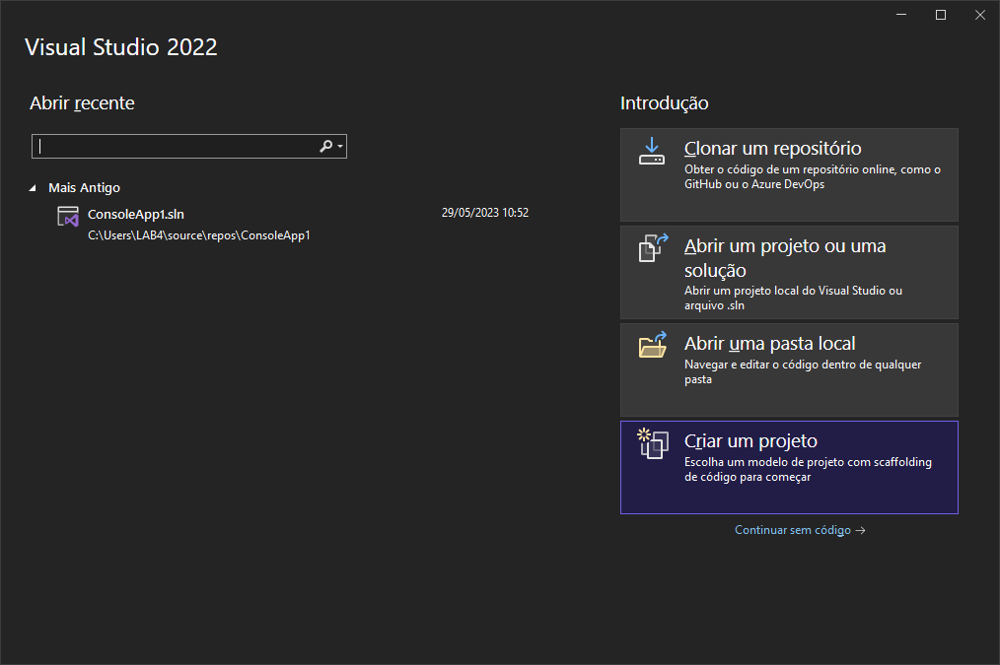 Visual Studio 2022
Abrir recente
Mais Antigo
ConsoleApp1.sln
29/05/2023 10:52
C:\Users\LAB4\source\repos\ConsoleApp1
Introdução
Clonar um repositório
Obter o código de um repositório online, como o
GitHub ou o Azure DevOps
Abrir um projeto ou uma
solução
Abrir um projeto local do Visual Studio ou
arquivo .sln
Abrir uma pasta local
Navegar e editar o código dentro de qualquer
pasta
Criar um projeto
Escolha um modelo de projeto com scaffolding
de código para começar
Continuar sem código →